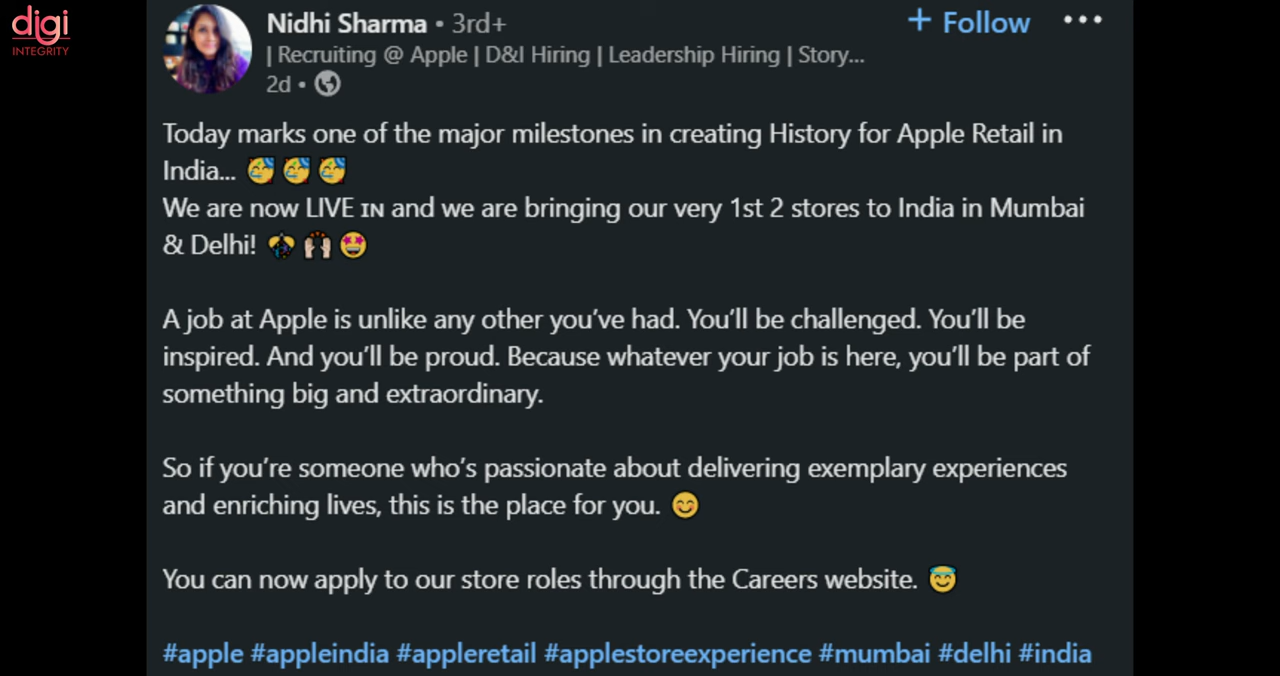 digi
INTEGRITY
Nidhi Sharma • 3rd+
+ Follow •••
| Recruiting @ Apple | D&I Hiring | Leadership Hiring | Story...
2d •
Today marks one of the major milestones in creating History for Apple Retail in
India... 🥳 🥳 🥳
We are now LIVE ɪɴ and we are bringing our very 1st 2 stores to India in Mumbai
& Delhi! 🎊 🙌🏻 🤩
A job at Apple is unlike any other you’ve had. You’ll be challenged. You’ll be
inspired. And you’ll be proud. Because whatever your job is here, you’ll be part of
something big and extraordinary.
So if you’re someone who’s passionate about delivering exemplary experiences
and enriching lives, this is the place for you. 😊
You can now apply to our store roles through the Careers website. 😇
#apple #appleindia #appleretail #applestoreexperience #mumbai #delhi #india